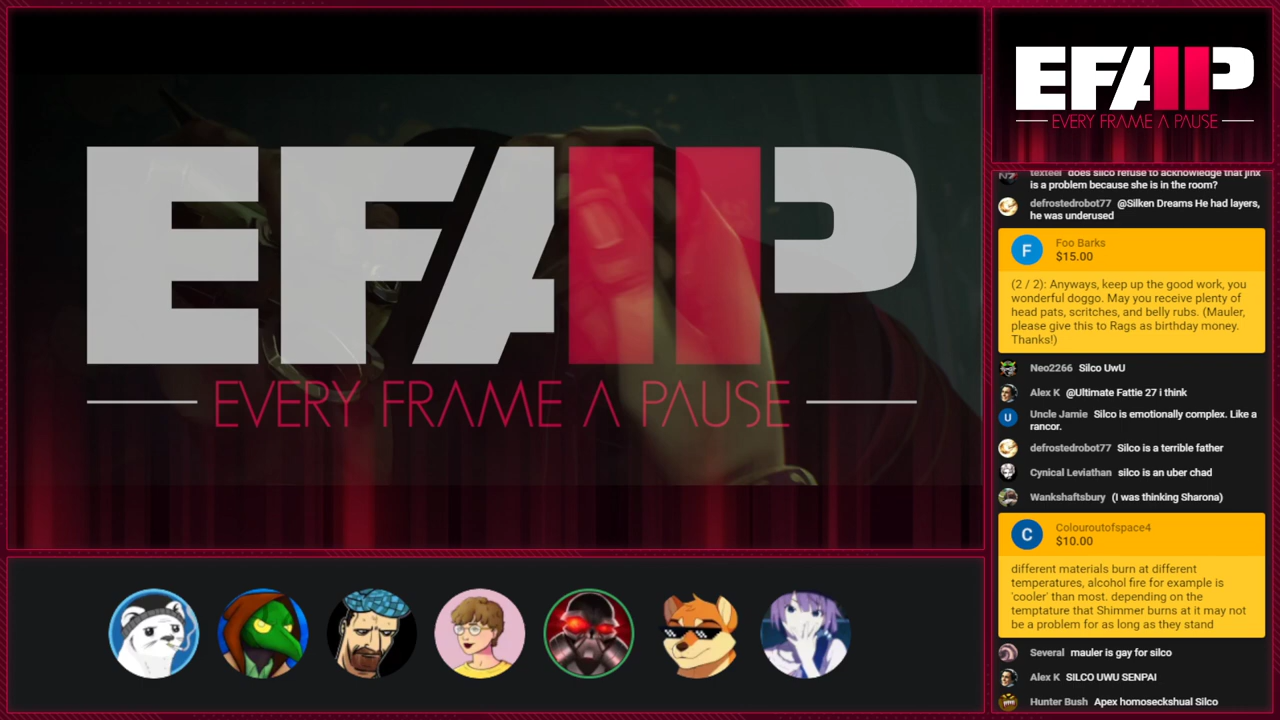 EFAP
EVERY FRAME A PAUSE
EFAP
EVERY FRAME A PAUSE
texteel does silco refuse to acknowledge that jinx
is a problem because she is in the room?
defrostedrobot77 @Silken Dreams He had layers,
he was underused
F
Foo Barks
$15.00
(2 / 2): Anyways, keep up the good work, you
wonderful doggo. May you receive plenty of
head pats, scritches, and belly rubs. (Mauler,
please give this to Rags as birthday money.
Thanks!)
Neo2266 Silco UwU
Alex K @Ultimate Fattie 27 i think
U
Uncle Jamie Silco is emotionally complex. Like a
rancor.
defrostedrobot77 Silco is a terrible father
Cynical Leviathan silco is an uber chad
Wankshaftsbury (I was thinking Sharona)
C
Colouroutofspace4
$10.00
different materials burn at different
temperatures, alcohol fire for example is
'cooler' than most. depending on the
temptature that Shimmer burns at it may not
be a problem for as long as they stand
Several mauler is gay for silco
Alex K SILCO UWU SENPAI
Hunter Bush Apex homoseckshual Silco